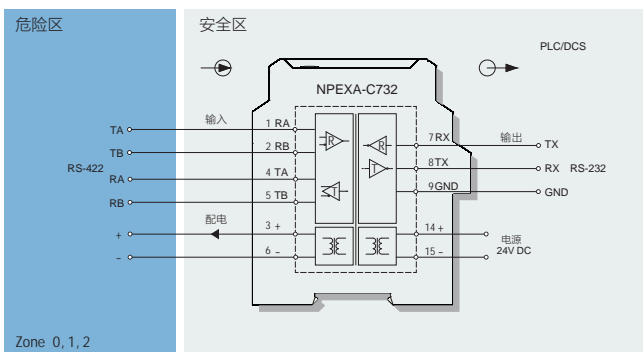 危险区
安全区
PLC/DCS
NPEXA-C732
TA 输入 1 RA
TB 2 RB
RS-422
RA 4 TA
RB 5 TB
+ 配电 3 +
- 6 -
R
T
R
T
7RX 输出 TX
8TX RX RS-232
9GND GND
14 + 电源
15 - 24V DC
Zone 0,1,2